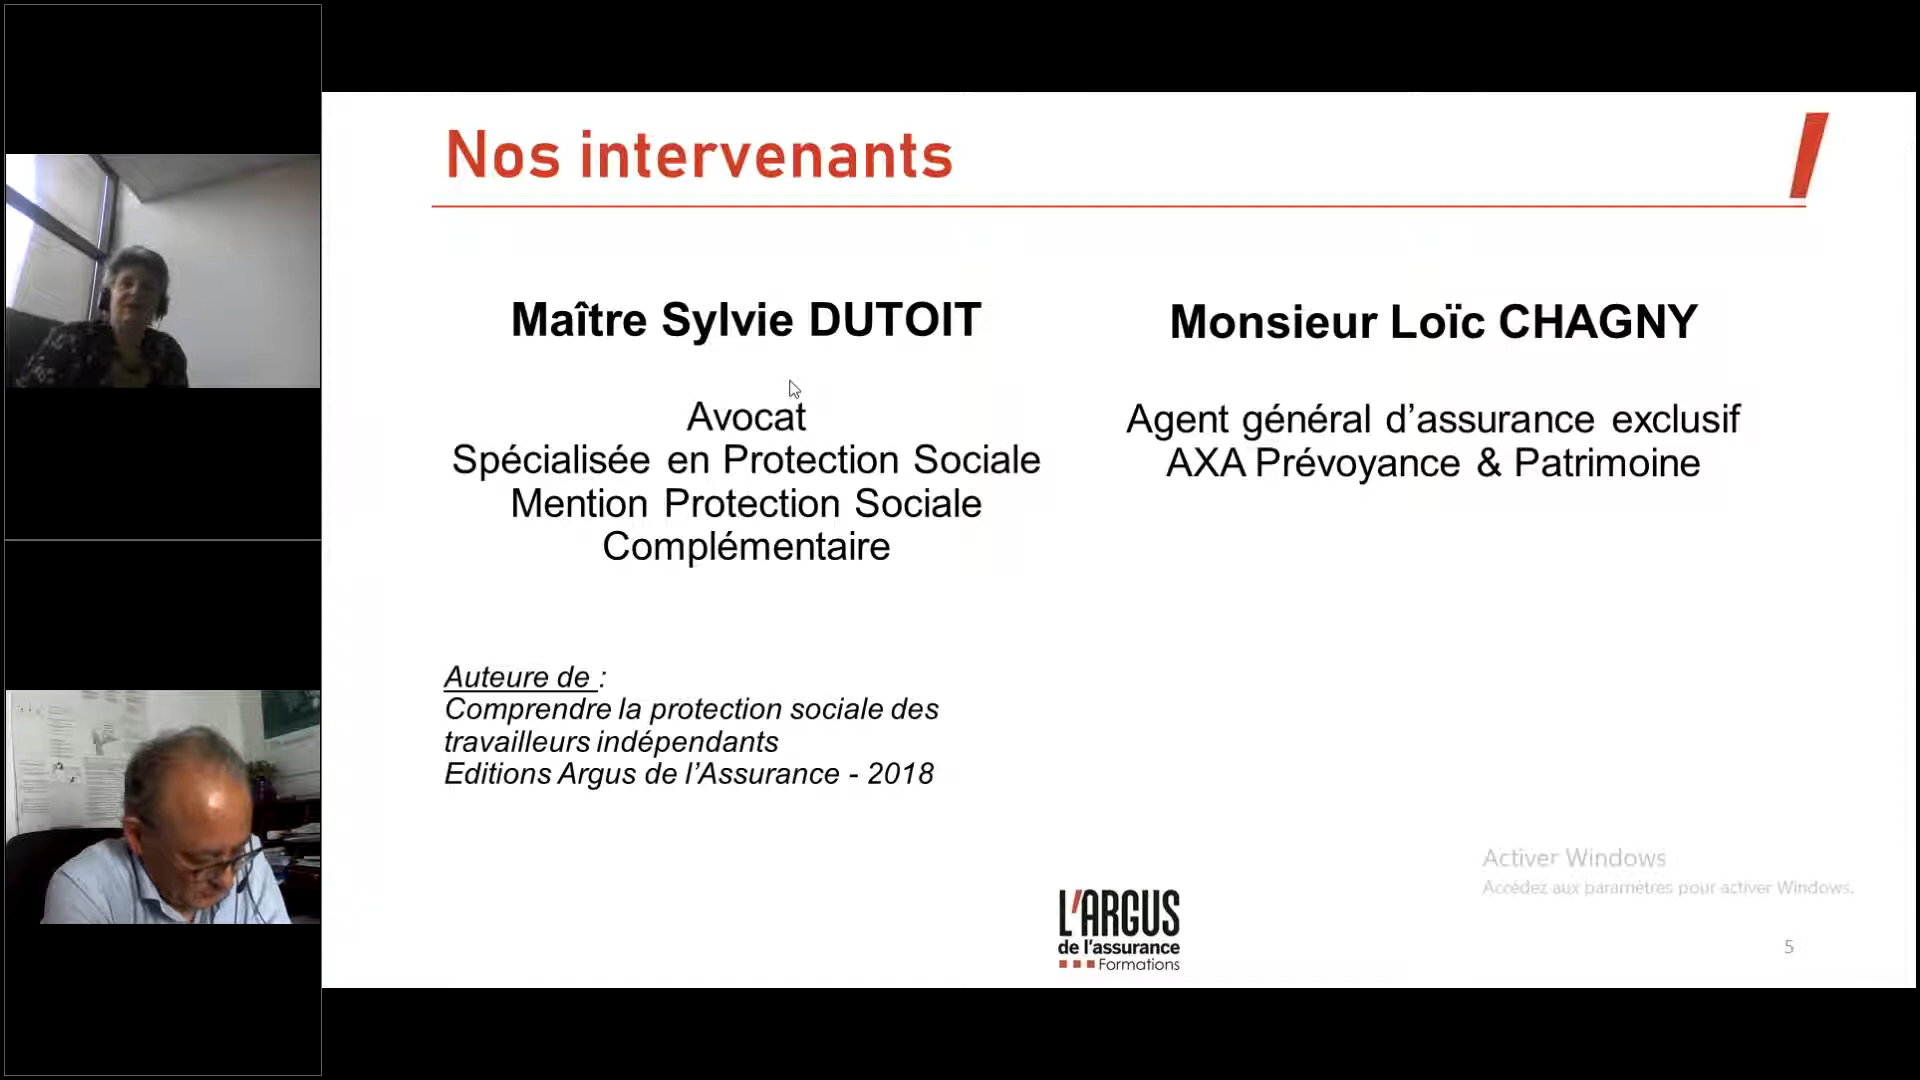 Nos intervenants
Maître Sylvie DUTOIT
Avocat
Spécialisée en Protection Sociale
Mention Protection Sociale
Complémentaire
Auteure de :
Comprendre la protection sociale des
travailleurs indépendants
Editions Argus de l’Assurance - 2018
Monsieur Loïc CHAGNY
Agent général d’assurance exclusif
AXA Prévoyance & Patrimoine
Activer Windows
Accédez aux paramètres pour activer Windows.
L'ARGUS
de l'assurance
Formations
5